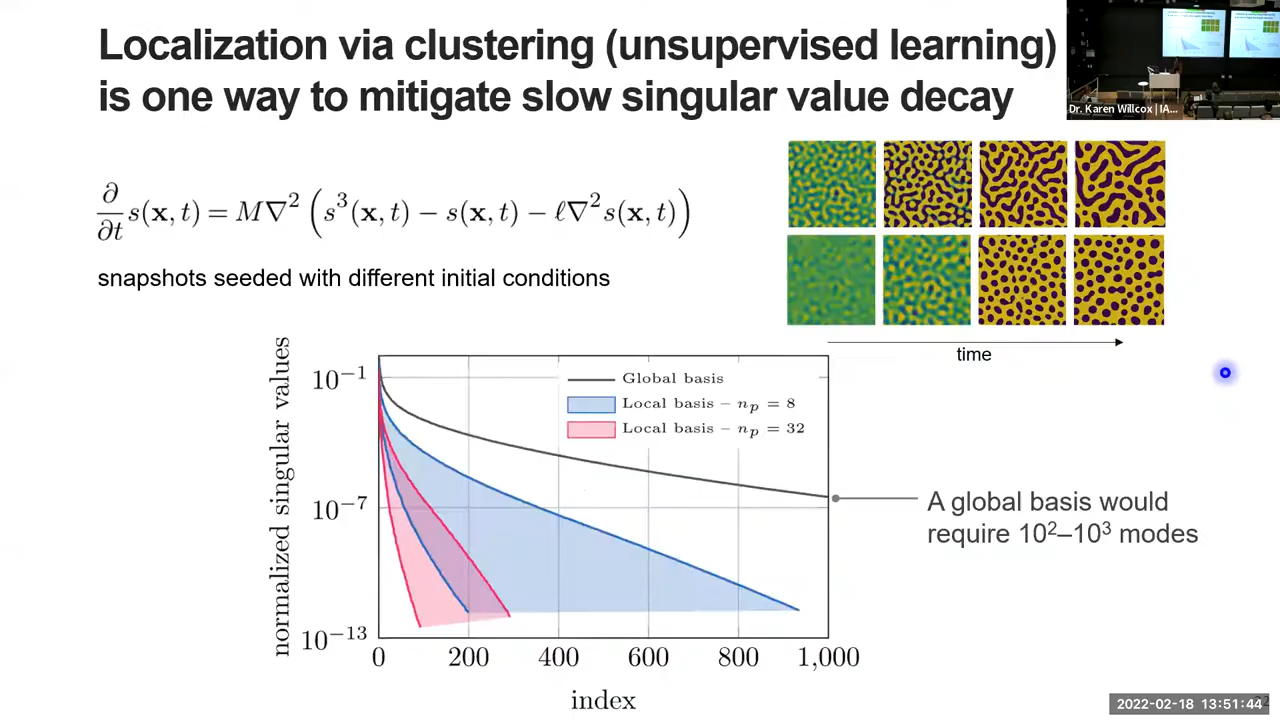 Localization via clustering (unsupervised learning)
is one way to mitigate slow singular value decay
Dr. Karen Willcox | IA...
∂/∂t s(x, t) = M∇² (s³(x, t) − s(x, t) − ℓ∇²s(x, t))
snapshots seeded with different initial conditions
time
normalized singular values
10⁻¹
10⁻⁷
10⁻¹³
Global basis
Local basis – nₚ = 8
Local basis – nₚ = 32
0 200 400 600 800 1,000
index
A global basis would
require 10²–10³ modes
2022-02-18 13:51:44